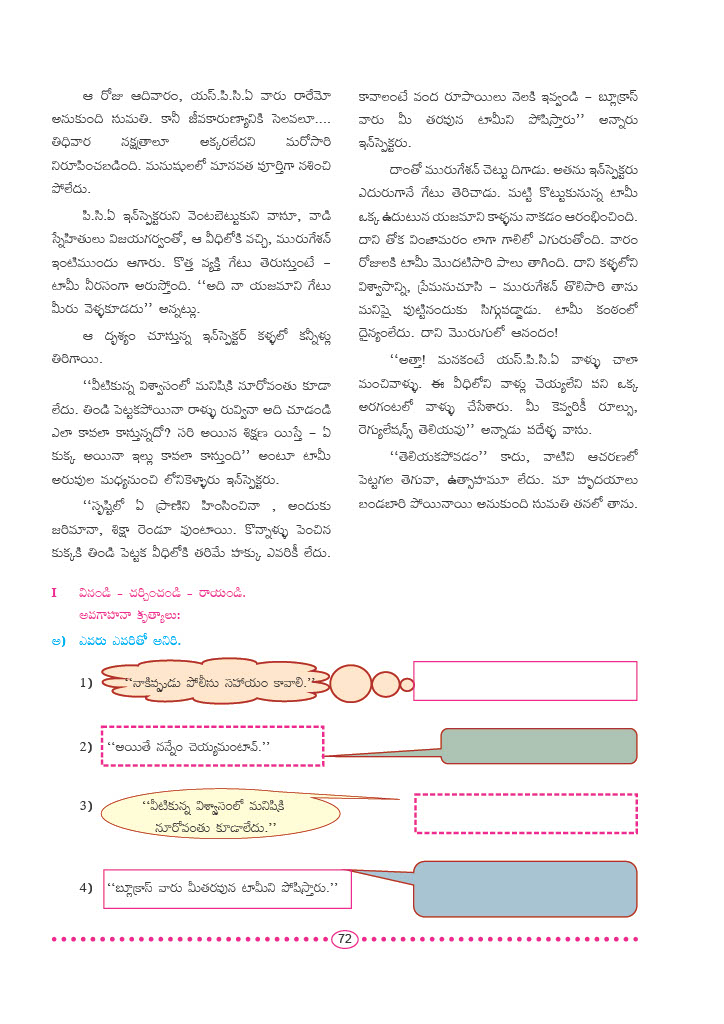 ఆ రోజు ఆదివారం, యస్.పి.సి.ఏ వారు రారేమో
అనుకుంది సుమతి. కానీ జీవకారుణ్యానికి సెలవలూ....
తిధివార నక్షత్రాలూ అక్కరలేదని మరోసారి
నిరూపించబడింది. మనుషులలో మానవత పూర్తిగా నశించి
పోలేదు.
పి.సి.ఏ ఇన్‌స్పెక్టరుని వెంటబెట్టుకుని వాసూ, వాడి
స్నేహితులు విజయగర్వంతో, ఆ వీధిలోకి వచ్చి, మురుగేశన్
ఇంటిముందు ఆగారు. కొత్త వ్యక్తి గేటు తెరుస్తుంటే –
టామీ నీరసంగా అరుస్తోంది. ‘‘అది నా యజమాని గేటు
మీరు వెళ్ళకూడదు’’ అన్నట్లు.
ఆ దృశ్యం చూస్తున్న ఇన్‌స్పెక్టర్ కళ్ళలో కన్నీళ్లు
తిరిగాయి.
‘‘వీటికున్న విశ్వాసంలో మనిషికి నూరోవంతు కూడా
లేదు. తిండి పెట్టకపోయినా రాళ్ళు రువ్వినా అది చూడండి
ఎలా కాపలా కాస్తున్నదో? సరి అయిన శిక్షణ యిస్తే – ఏ
కుక్క అయినా ఇల్లు కాపలా కాస్తుంది’’ అంటూ టామీ
అరుపుల మధ్యనుంచి లోనికెళ్ళారు ఇన్‌స్పెక్టరు.
‘‘సృష్టిలో ఏ ప్రాణిని హింసించినా , అందుకు
జరిమానా, శిక్షా రెండూ వుంటాయి. కొన్నాళ్ళు పెంచిన
కుక్కకి తిండి పెట్టక వీధిలోకి తరిమే హక్కు ఎవరికీ లేదు.
కావాలంటే వంద రూపాయిలు నెలకి ఇవ్వండి – బ్లూక్రాస్
వారు మీ తరపున టామీని పోషిస్తారు’’ అన్నారు
ఇన్‌స్పెక్టరు.
దాంతో మురుగేశన్ చెట్టు దిగాడు. అతను ఇన్‌స్పెక్టరు
ఎదురుగానే గేటు తెరిచాడు. మట్టి కొట్టుకునున్న టామీ
ఒక్క ఉదుటున యజమాని కాళ్ళను నాకడం ఆరంభించింది.
దాని తోక వింజామరం లాగా గాలిలో ఎగురుతోంది. వారం
రోజులకి టామీ మొదటిసారి పాలు తాగింది. దాని కళ్ళలోని
విశ్వాసాన్ని, ప్రేమనుచూసి – మురుగేశన్ తొలిసారి తాను
మనిషై పుట్టినందుకు సిగ్గుపడ్డాడు. టామీ కంఠంలో
దైన్యంలేదు. దాని మొరుగులో ఆనందం!
‘‘అత్తా! మనకంటే యస్.పి.సి.ఏ వాళ్ళు చాలా
మంచివాళ్ళు. ఈ వీధిలోని వాళ్లు చెయ్యలేని పని ఒక్క
అరగంటలో వాళ్ళు చేసేశారు. మీ కెవ్వరికీ రూల్సు,
రెగ్యులేషన్స్ తెలియవు’’ అన్నాడు పదేళ్ళ వాసు.
‘‘తెలియకపోవడం’’ కాదు, వాటిని ఆచరణలో
పెట్టగల తెగువా, ఉత్సాహమూ లేదు. మా హృదయాలు
బండబారి పోయినాయి అనుకుంది సుమతి తనలో తాను.
I వినండి – చర్చించండి – రాయండి.
అవగాహనా కృత్యాలు:
అ) ఎవరు ఎవరితో అనిరి.
1) ‘‘నాకిప్పుడు పోలీసు సహాయం కావాలి.’’
2) ‘‘అయితే నన్నేం చెయ్యమంటావ్.’’
3) ‘‘వీటికున్న విశ్వాసంలో మనిషికి
నూరోవంతు కూడాలేదు.’’
4) ‘‘బ్లూక్రాస్ వారు మీతరపున టామీని పోషిస్తారు.’’
72